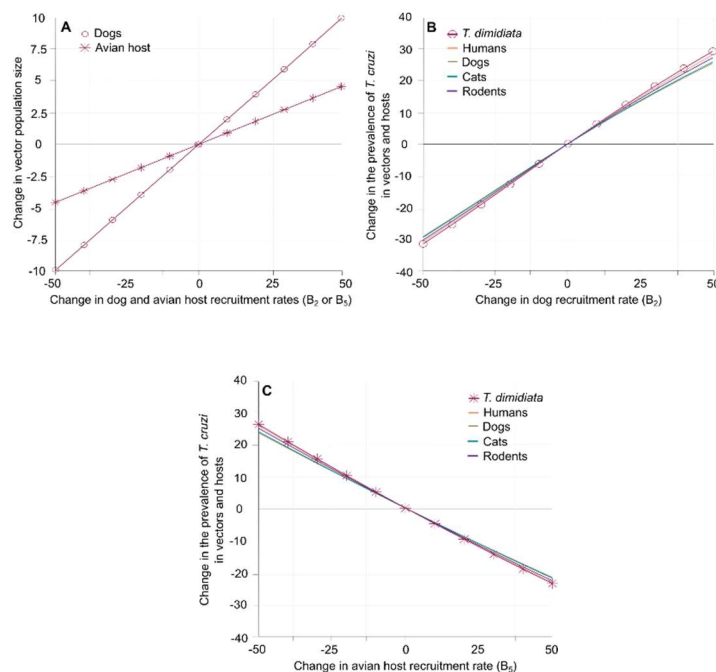 A
Dogs
Avian host
Change in vector population size
10
7.5
5
2.5
0
-2.5
-5
-7.5
-10
-50
-25
0
25
50
Change in dog and avian host recruitment rates (B2 or B5)
B
T. dimidiata
Humans
Dogs
Cats
Rodents
Change in the prevalence of T. cruzi
in vectors and hosts
40
30
20
10
0
-10
-20
-30
-40
-50
-25
0
25
50
Change in dog recruitment rate (B2)
C
T. dimidiata
Humans
Dogs
Cats
Rodents
Change in the prevalence of T. cruzi
in vectors and hosts
40
30
20
10
0
-10
-20
-30
-40
-50
-25
0
25
50
Change in avian host recruitment rate (B5)